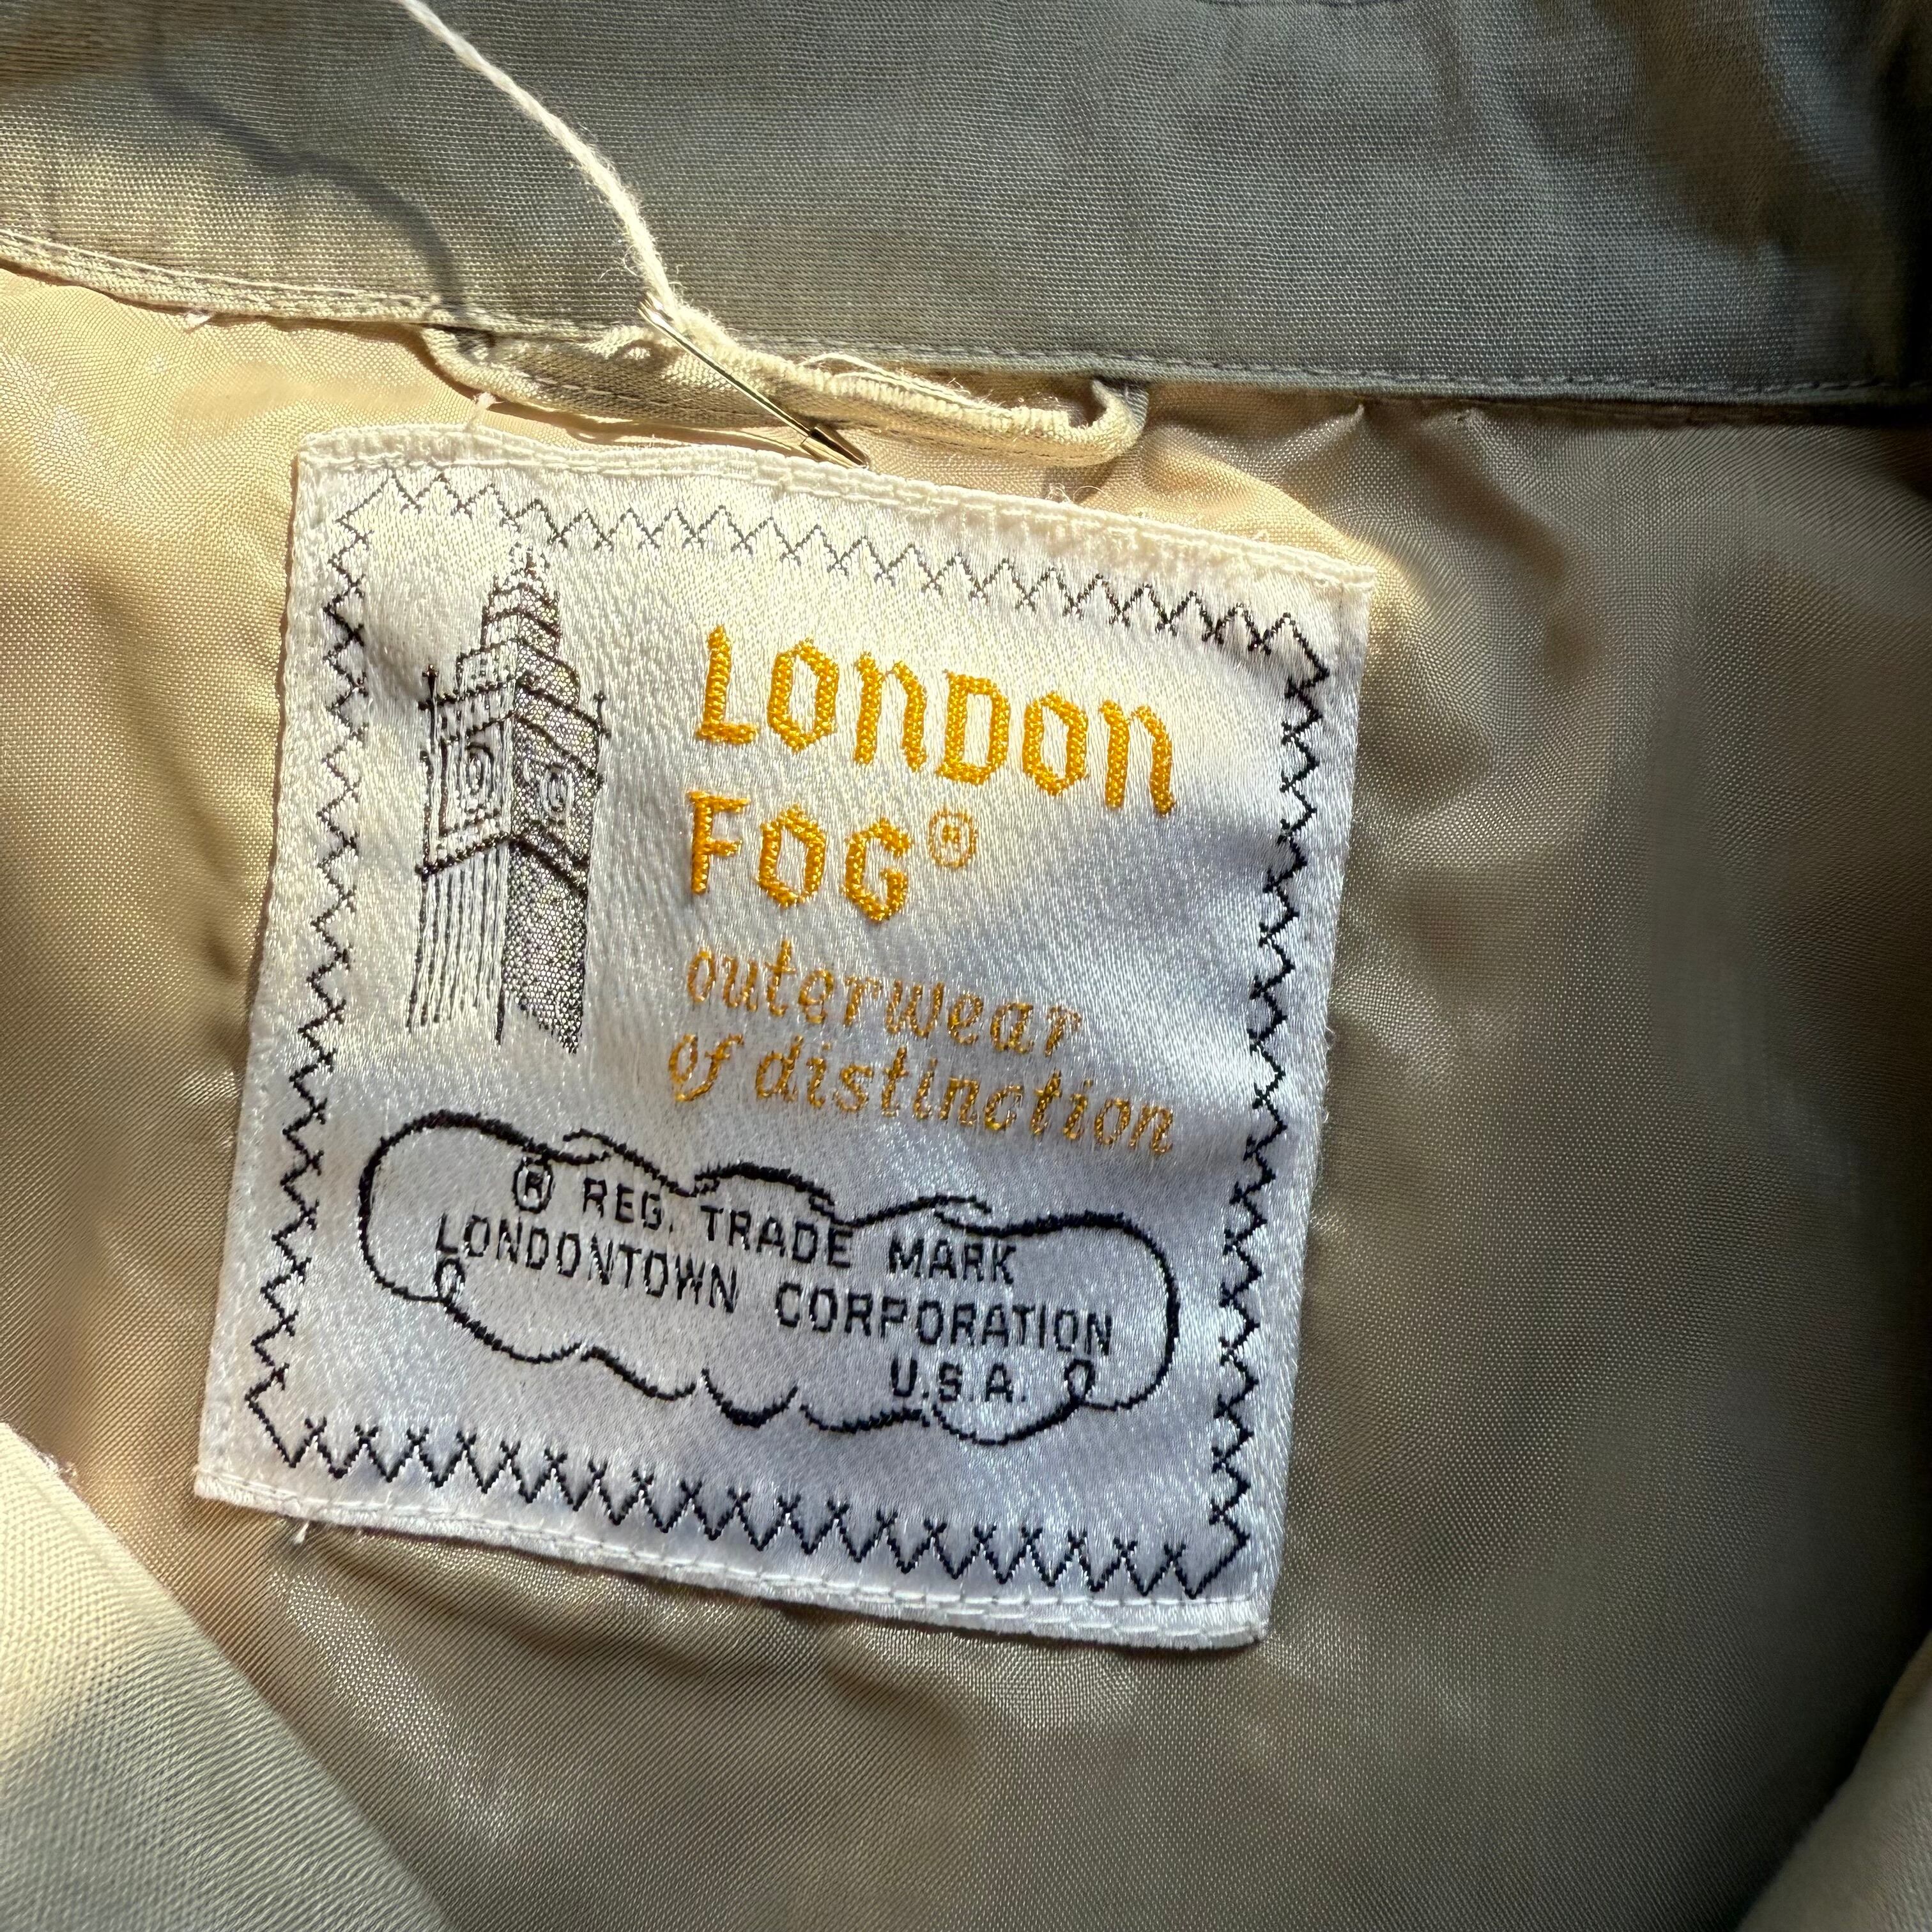 LONDON
FOG®
outerwear
of distinction
® REG. TRADE MARK
LONDONTOWN CORPORATION
U.S.A.